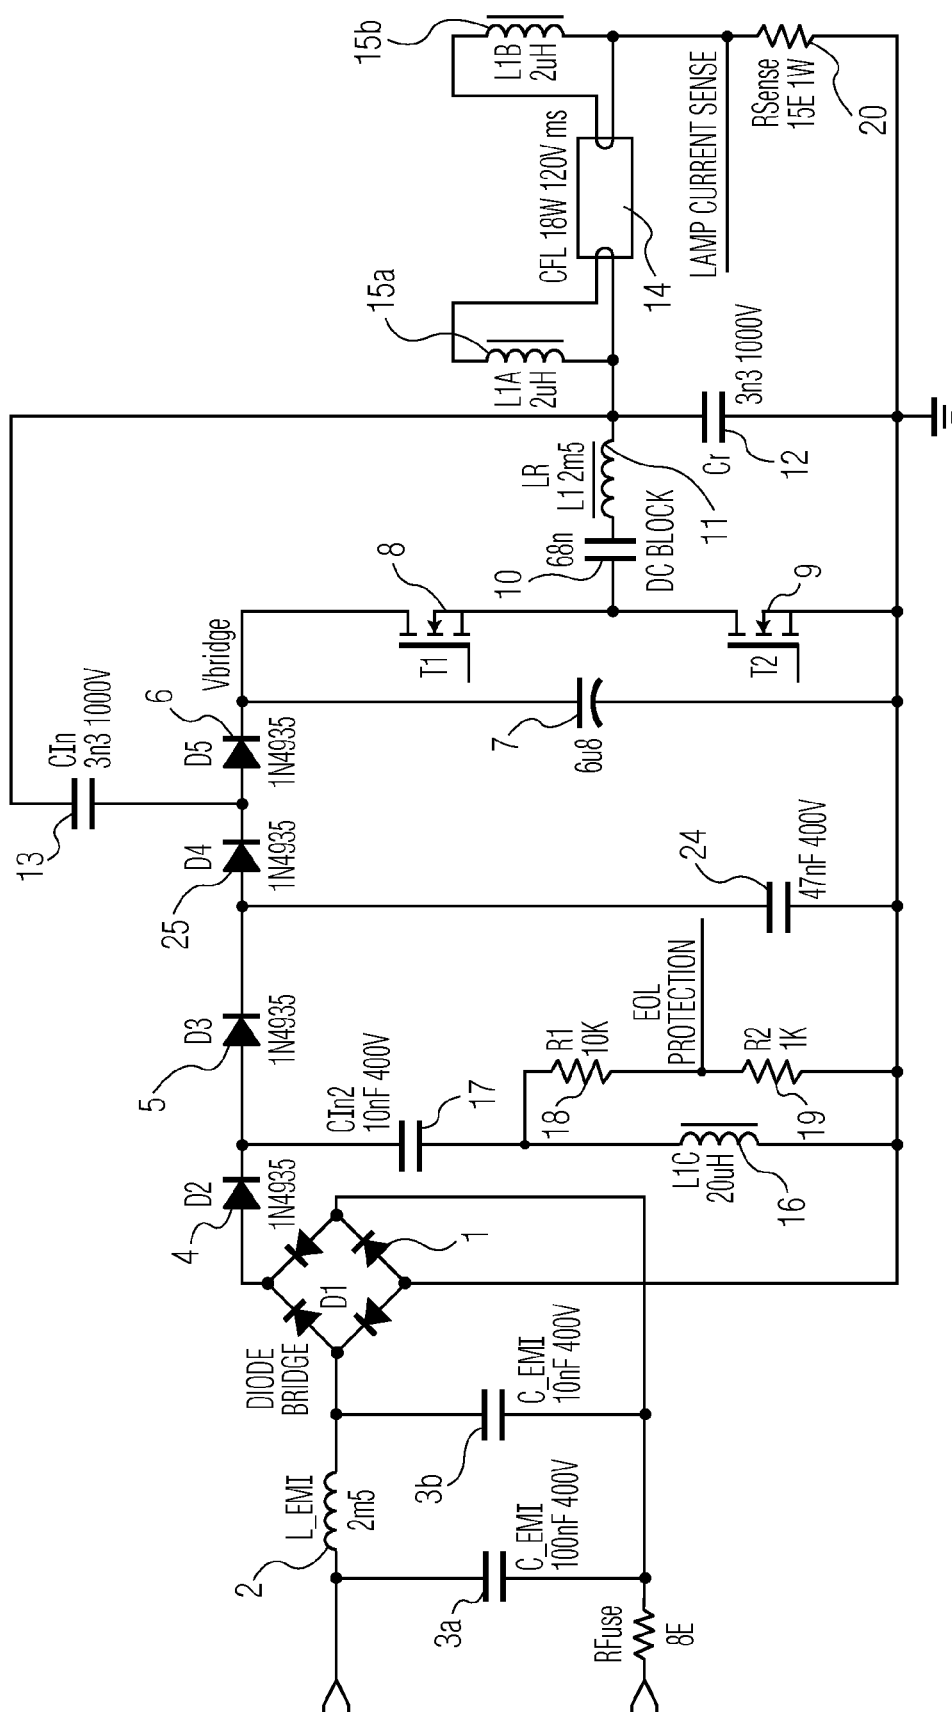 RFuse
8E
2
L_EMI
2m5
3a
C_EMI
100nF 400V
3b
C_EMI
10nF 400V
DIODE
BRIDGE
D1
1
4
D2
1N4935
CIn2
10nF 400V
17
L1C
20uH
16
R1
10K
18
EOL
PROTECTION
R2
1K
19
5
D3
1N4935
25
D4
1N4935
24
47nF 400V
13
CIn
3n3 1000V
6
D5
1N4935
Vbridge
7
6u8
8
T1
9
T2
10
68n
DC BLOCK
LR
L1 2m5
11
Cr
12
3n3 1000V
15a
L1A
2uH
CFL 18W 120V ms
14
15b
L1B
2uH
LAMP CURRENT SENSE
RSense
15E 1W
20